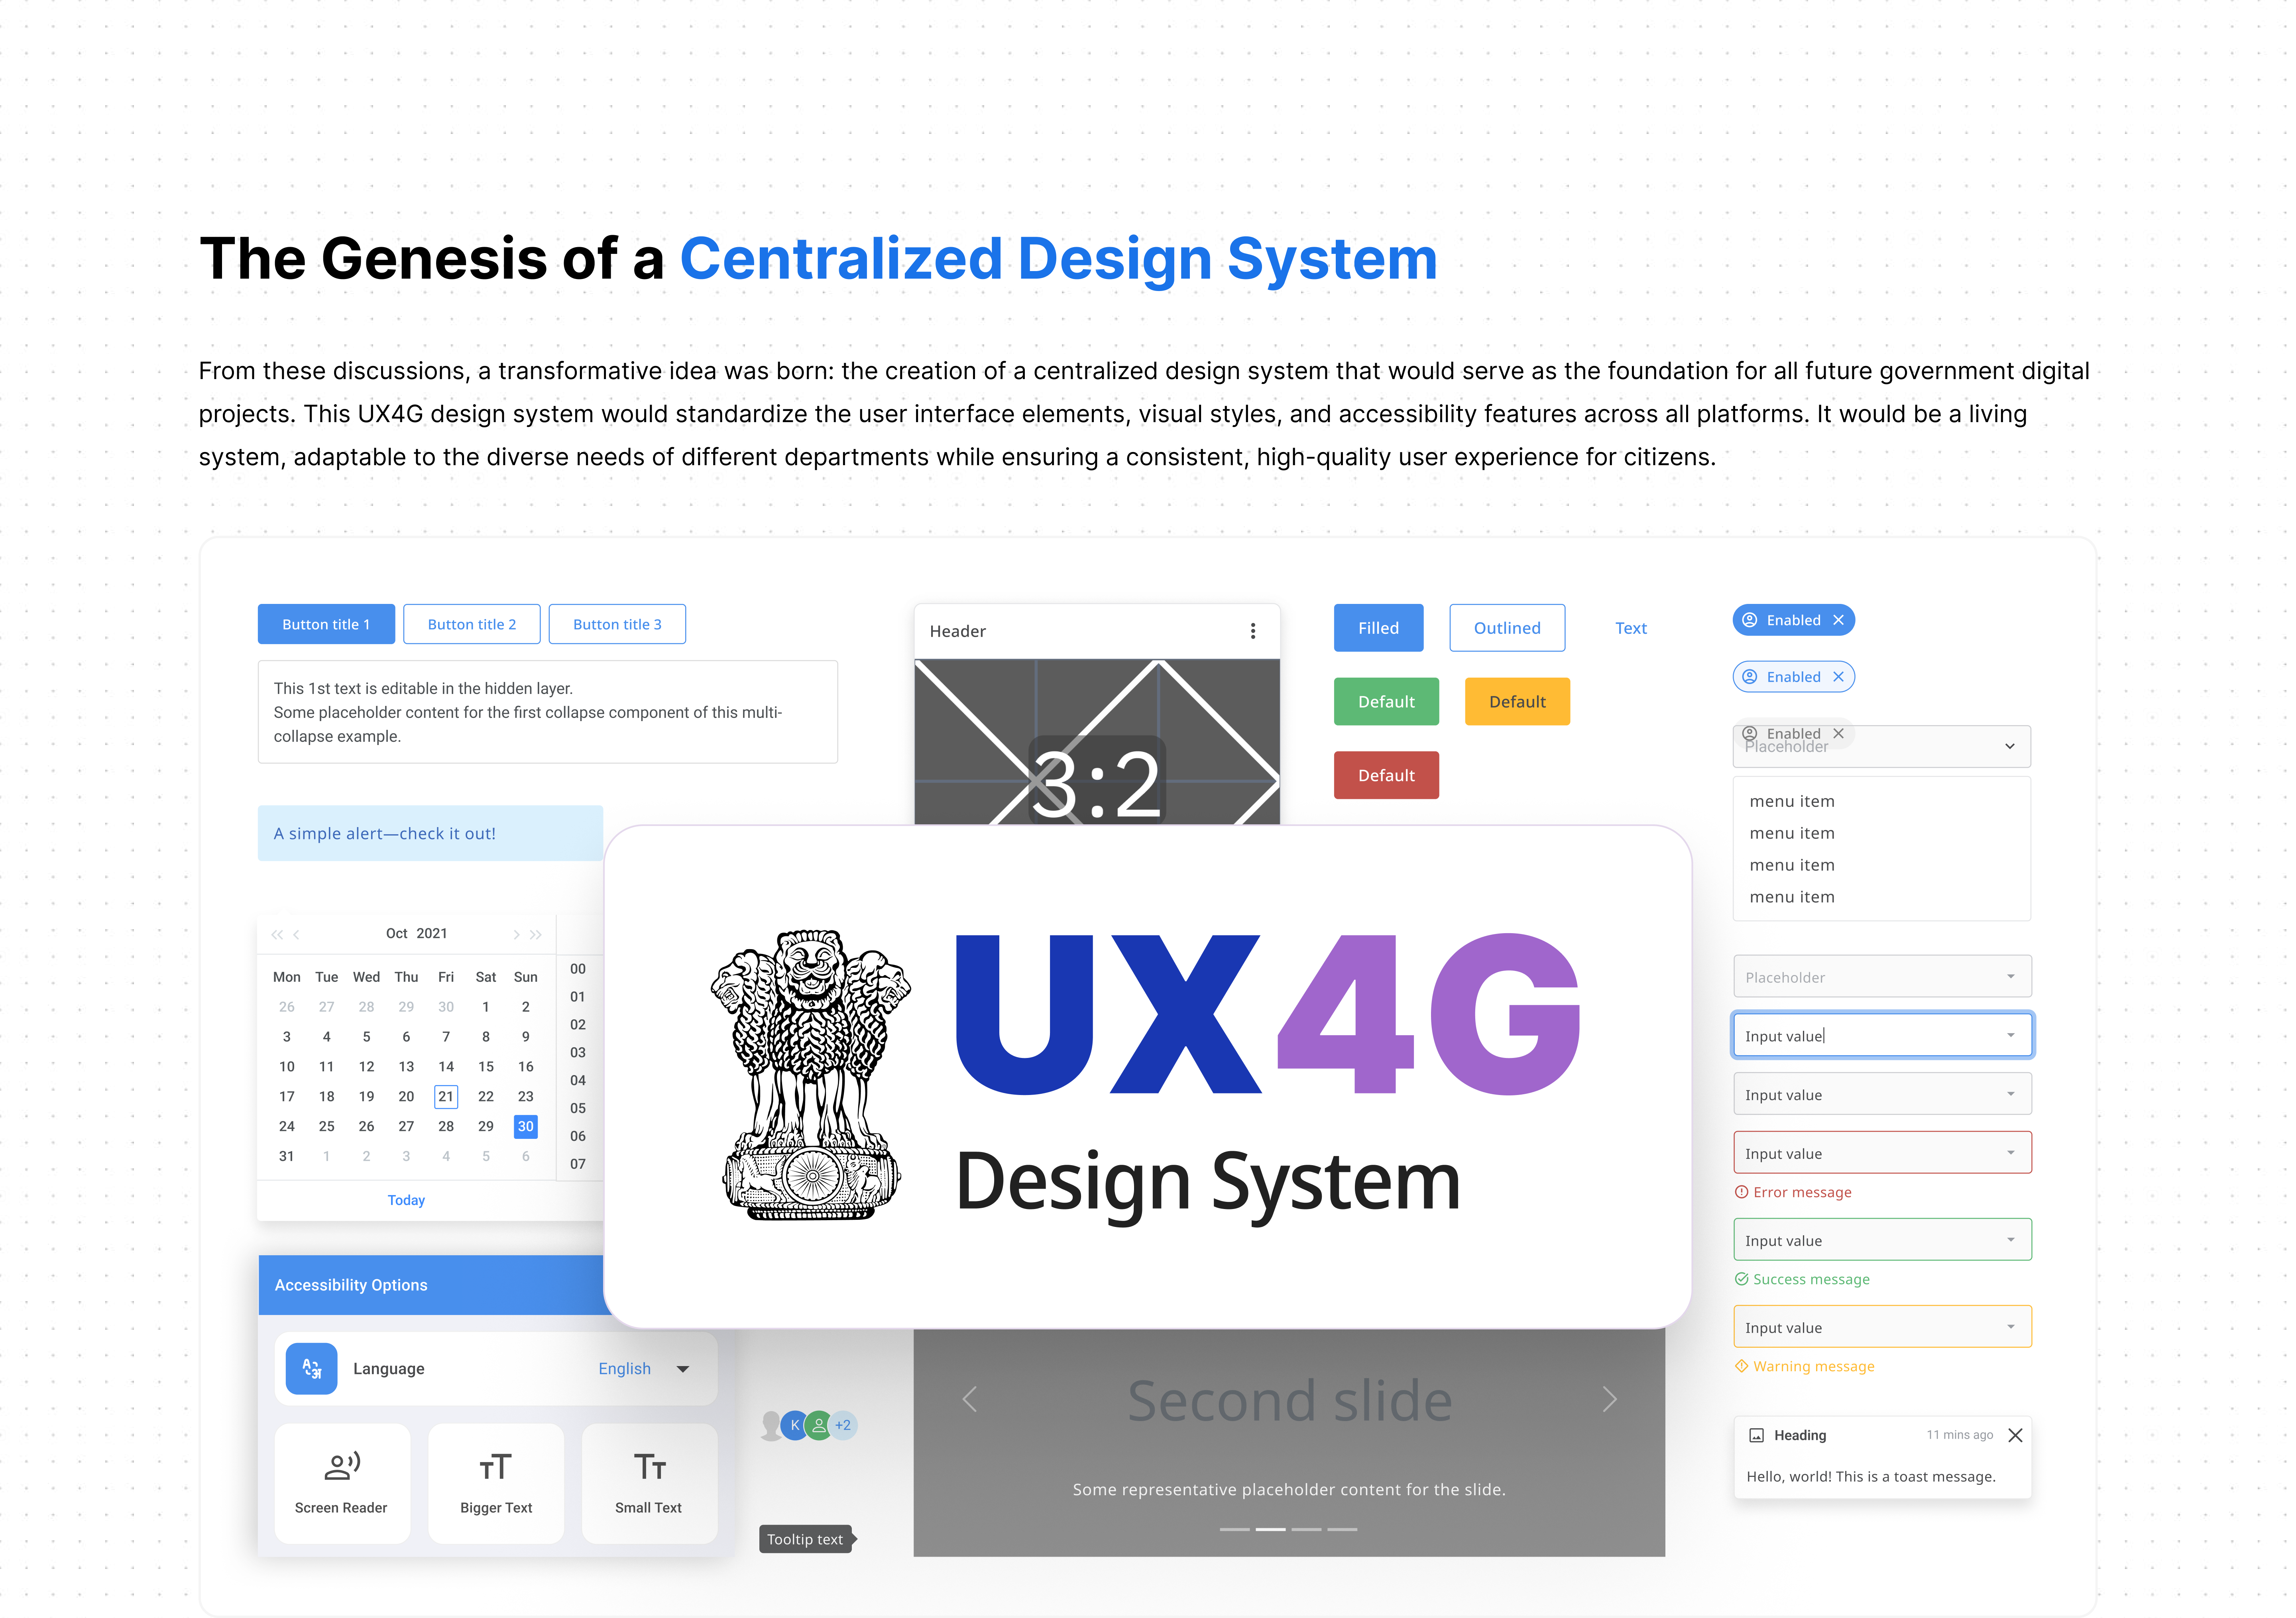 The Genesis of a Centralized Design System
From these discussions, a transformative idea was born: the creation of a centralized design system that would serve as the foundation for all future government digital
projects. This UX4G design system would standardize the user interface elements, visual styles, and accessibility features across all platforms. It would be a living
system, adaptable to the diverse needs of different departments while ensuring a consistent, high-quality user experience for citizens.
Button title 1 Button title 2 Button title 3
This 1st text is editable in the hidden layer.
Some placeholder content for the first collapse component of this multi-
collapse example.
A simple alert—check it out!
Oct 2021
Mon Tue Wed Thu Fri Sat Sun
26 27 28 29 30 1 2
3 4 5 6 7 8 9
10 11 12 13 14 15 16
17 18 19 20 21 22 23
24 25 26 27 28 29 30
31 1 2 3 4 5 6
Today
00
01
02
03
04
05
06
07
Accessibility Options
Language English
Screen Reader Bigger Text Small Text
K +2
Tooltip text
Header
3:2
UX4G
Design System
Second slide
Some representative placeholder content for the slide.
Filled Outlined Text
Default Default
Default
Enabled
Enabled
Enabled
Placeholder
menu item
menu item
menu item
menu item
Placeholder
Input value
Input value
Input value
Error message
Input value
Success message
Input value
Warning message
Heading 11 mins ago
Hello, world! This is a toast message.